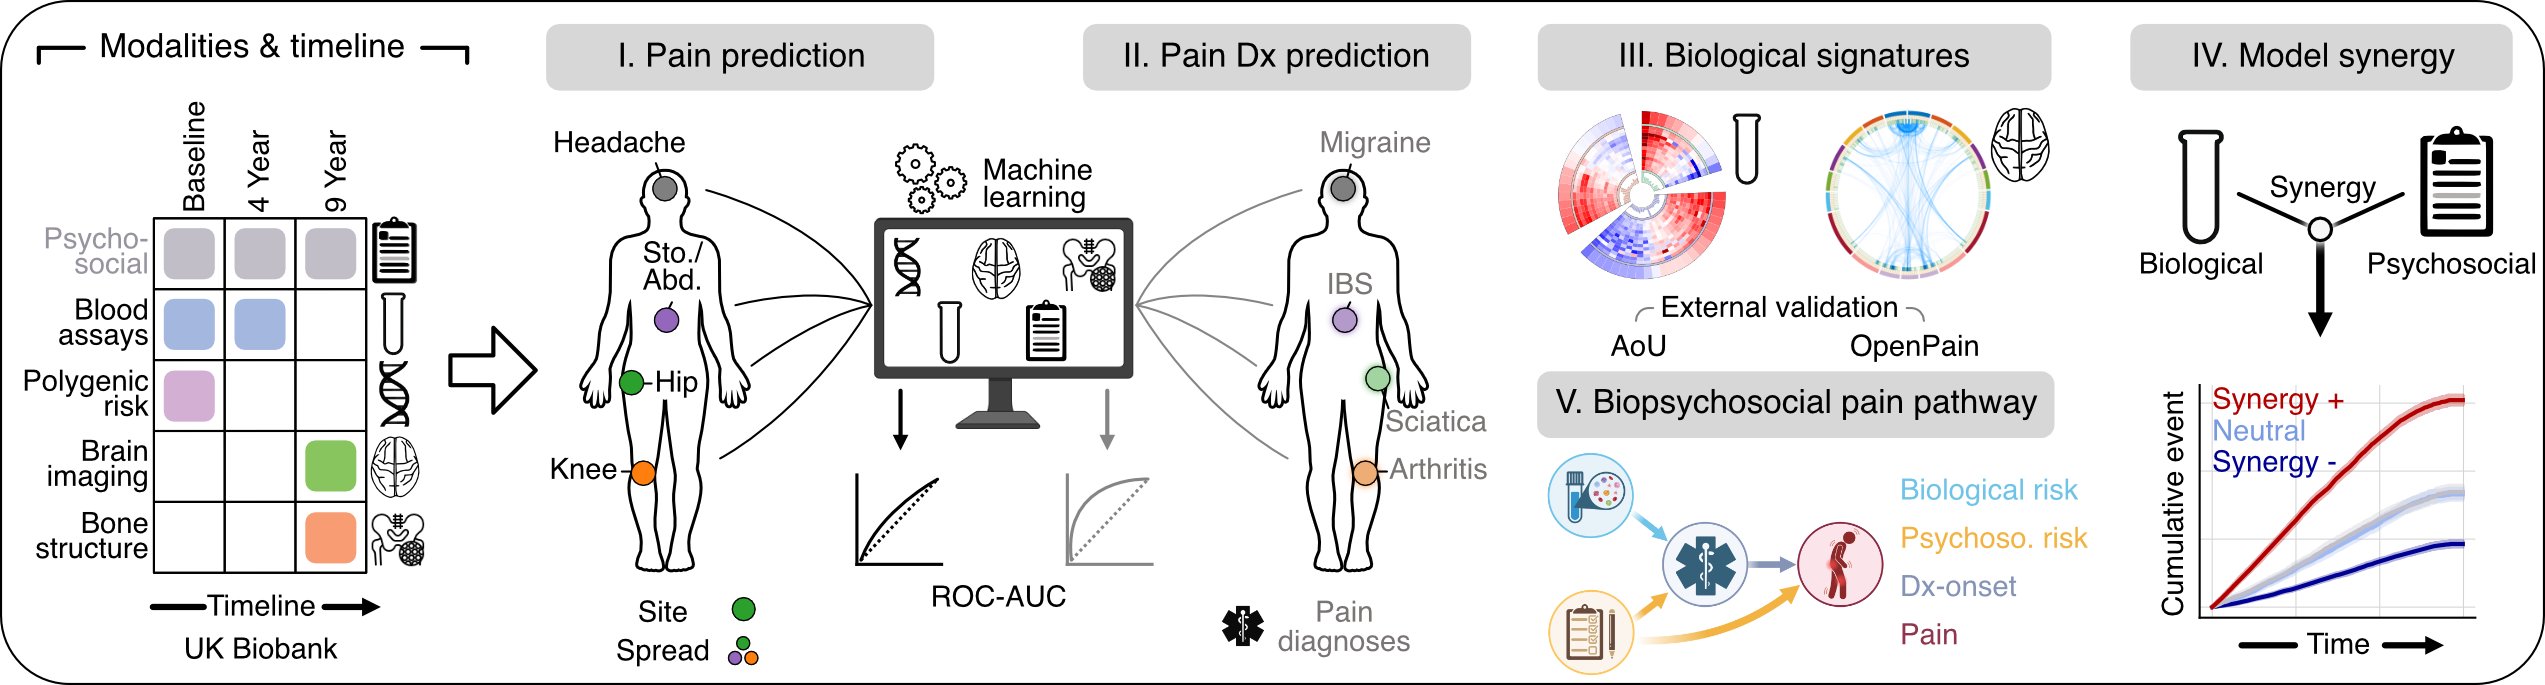 Modalities & timeline
Baseline
4 Year
9 Year
Psycho-
social
Blood
assays
Polygenic
risk
Brain
imaging
Bone
structure
Timeline
UK Biobank
I. Pain prediction
Headache
Sto./
Abd.
Hip
Knee
Site
Spread
Machine
learning
ROC-AUC
II. Pain Dx prediction
Migraine
IBS
Sciatica
Arthritis
Pain
diagnoses
III. Biological signatures
External validation
AoU
OpenPain
V. Biopsychosocial pain pathway
Biological risk
Psychoso. risk
Dx-onset
Pain
IV. Model synergy
Synergy
Biological
Psychosocial
Synergy +
Neutral
Synergy -
Cumulative event
Time